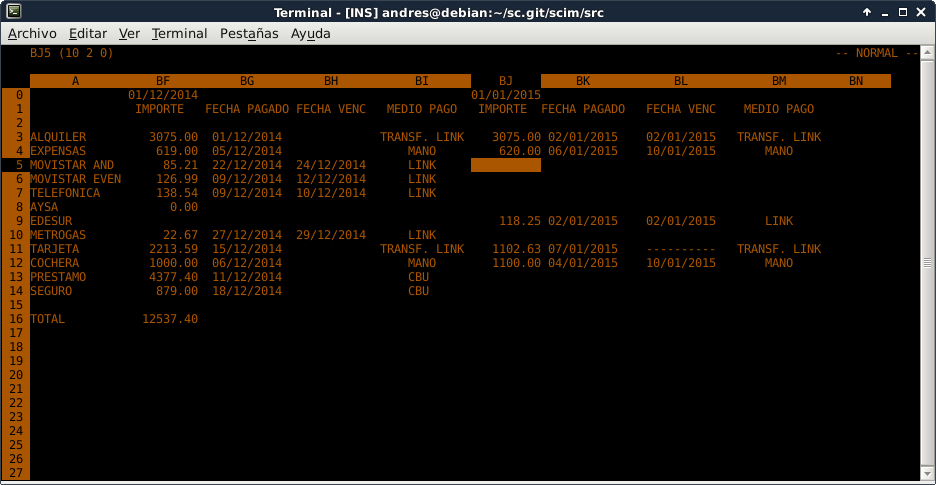 Terminal - [INS] andres@debian:~/sc.git/scim/src
Archivo Editar Ver Terminal Pestañas Ayuda
BJ5 (10 2 0) -- NORMAL --
A BF BG BH BI BJ BK BL BM BN
0 01/12/2014 01/01/2015
1 IMPORTE FECHA PAGADO FECHA VENC MEDIO PAGO IMPORTE FECHA PAGADO FECHA VENC MEDIO PAGO
2
3 ALQUILER 3075.00 01/12/2014 TRANSF. LINK 3075.00 02/01/2015 02/01/2015 TRANSF. LINK
4 EXPENSAS 619.00 05/12/2014 MANO 620.00 06/01/2015 10/01/2015 MANO
5 MOVISTAR AND 85.21 22/12/2014 24/12/2014 LINK
6 MOVISTAR EVEN 126.99 09/12/2014 12/12/2014 LINK
7 TELEFONICA 138.54 09/12/2014 10/12/2014 LINK
8 AYSA 0.00
9 EDESUR 118.25 02/01/2015 02/01/2015 LINK
10 METROGAS 22.67 27/12/2014 29/12/2014 LINK
11 TARJETA 2213.59 15/12/2014 TRANSF. LINK 1102.63 07/01/2015 ---------- TRANSF. LINK
12 COCHERA 1000.00 06/12/2014 MANO 1100.00 04/01/2015 10/01/2015 MANO
13 PRESTAMO 4377.40 11/12/2014 CBU
14 SEGURO 879.00 18/12/2014 CBU
15
16 TOTAL 12537.40
17
18
19
20
21
22
23
24
25
26
27